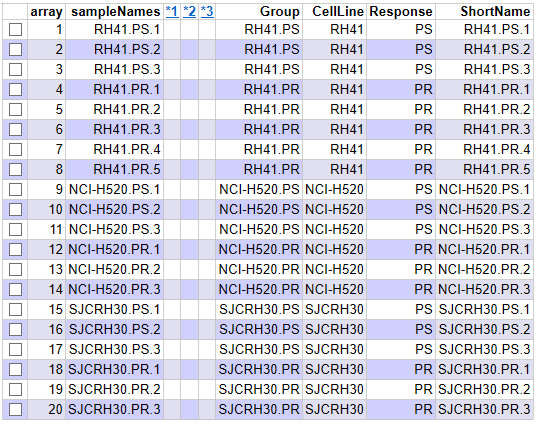 array sampleNames *1 *2 *3 Group CellLine Response ShortName
1 RH41.PS.1 RH41.PS RH41 PS RH41.PS.1
2 RH41.PS.2 RH41.PS RH41 PS RH41.PS.2
3 RH41.PS.3 RH41.PS RH41 PS RH41.PS.3
4 RH41.PR.1 RH41.PR RH41 PR RH41.PR.1
5 RH41.PR.2 RH41.PR RH41 PR RH41.PR.2
6 RH41.PR.3 RH41.PR RH41 PR RH41.PR.3
7 RH41.PR.4 RH41.PR RH41 PR RH41.PR.4
8 RH41.PR.5 RH41.PR RH41 PR RH41.PR.5
9 NCI-H520.PS.1 NCI-H520.PS NCI-H520 PS NCI-H520.PS.1
10 NCI-H520.PS.2 NCI-H520.PS NCI-H520 PS NCI-H520.PS.2
11 NCI-H520.PS.3 NCI-H520.PS NCI-H520 PS NCI-H520.PS.3
12 NCI-H520.PR.1 NCI-H520.PR NCI-H520 PR NCI-H520.PR.1
13 NCI-H520.PR.2 NCI-H520.PR NCI-H520 PR NCI-H520.PR.2
14 NCI-H520.PR.3 NCI-H520.PR NCI-H520 PR NCI-H520.PR.3
15 SJCRH30.PS.1 SJCRH30.PS SJCRH30 PS SJCRH30.PS.1
16 SJCRH30.PS.2 SJCRH30.PS SJCRH30 PS SJCRH30.PS.2
17 SJCRH30.PS.3 SJCRH30.PS SJCRH30 PS SJCRH30.PS.3
18 SJCRH30.PR.1 SJCRH30.PR SJCRH30 PR SJCRH30.PR.1
19 SJCRH30.PR.2 SJCRH30.PR SJCRH30 PR SJCRH30.PR.2
20 SJCRH30.PR.3 SJCRH30.PR SJCRH30 PR SJCRH30.PR.3